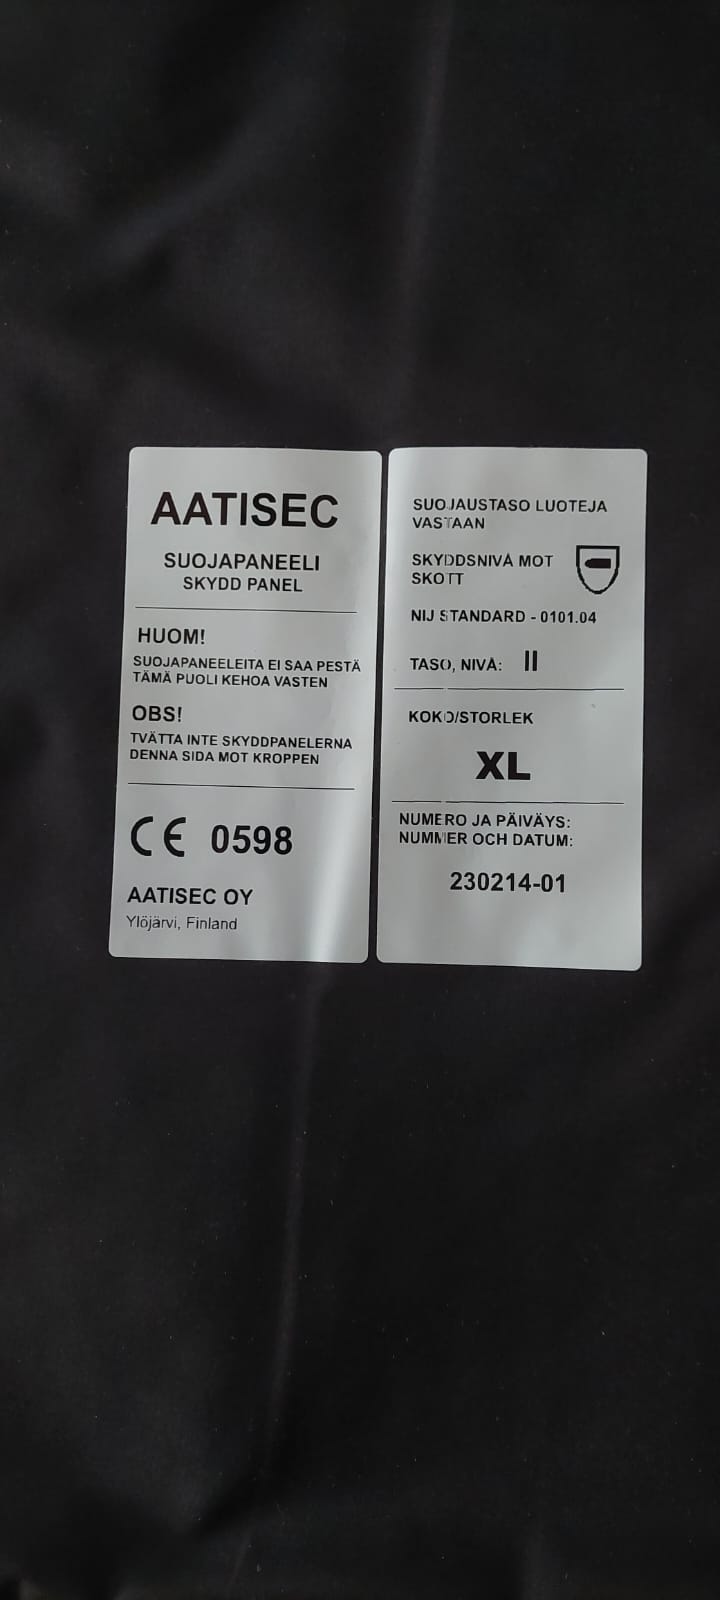 AATISEC
SUOJAPANEELI
SKYDD PANEL
HUOM!
SUOJAPANEELEITA EI SAA PESTÄ
TÄMÄ PUOLI KEHOA VASTEN
OBS!
TVÄTTA INTE SKYDDPANELERNA
DENNA SIDA MOT KROPPEN
CE 0598
AATISEC OY
Ylöjärvi, Finland
SUOJAUSTASO LUOTEJA
VASTAAN
SKYDDSNIVÅ MOT
SKOTT
NIJ STANDARD - 0101.04
TASO, NIVÅ: II
KOKO/STORLEK
XL
NUMERO JA PÄIVÄYS:
NUMMER OCH DATUM:
230214-01